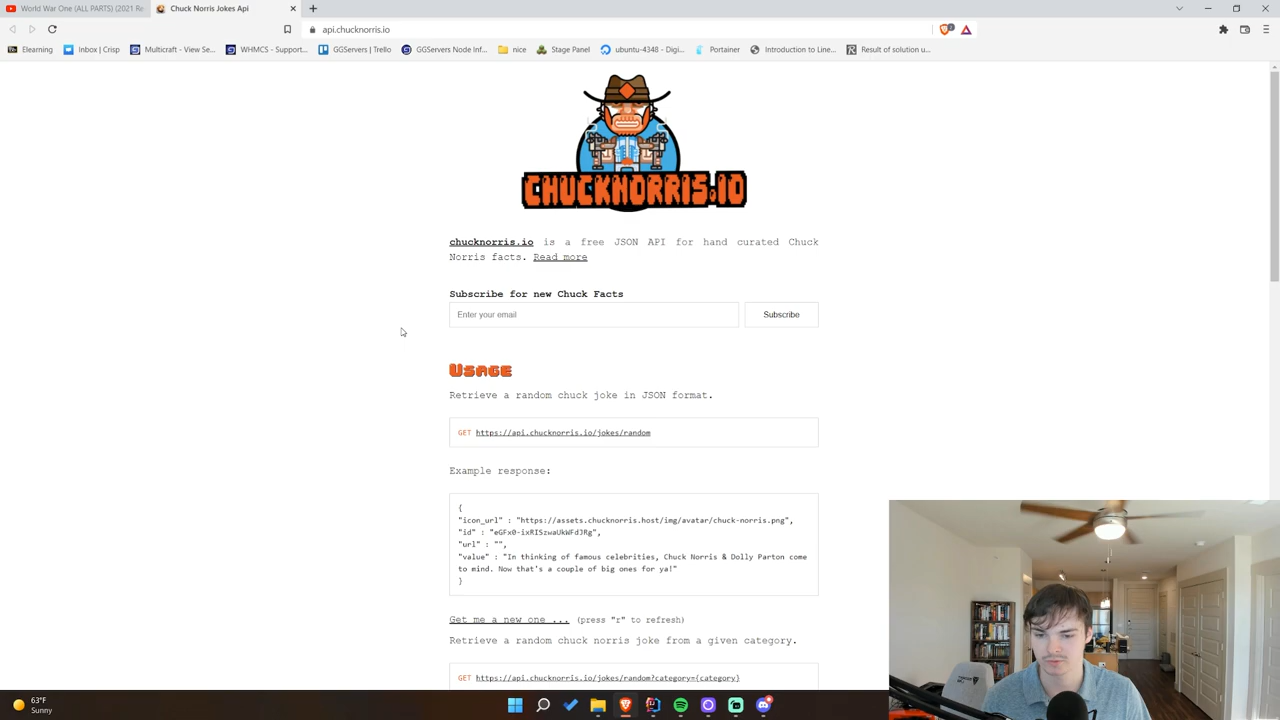 World War One (ALL PARTS) (2021 Re
Chuck Norris Jokes Api
api.chucknorris.io
Elearning
Inbox | Crisp
Multicraft - View Se...
WHMCS - Support...
GGServers | Trello
GGServers Node Inf...
nice
Stage Panel
ubuntu-4348 - Digi...
Portainer
Introduction to Line...
Result of solution u...
CHUCKNORRIS.IO
chucknorris.io is a free JSON API for hand curated Chuck
Norris facts. Read more
Subscribe for new Chuck Facts
Enter your email
Subscribe
Usage
Retrieve a random chuck joke in JSON format.
GET https://api.chucknorris.io/jokes/random
Example response:
{
"icon_url" : "https://assets.chucknorris.host/img/avatar/chuck-norris.png",
"id" : "eGFx0-ixRISzwaUkWFdJRg",
"url" : "",
"value" : "In thinking of famous celebrities, Chuck Norris & Dolly Parton come
to mind. Now that's a couple of big ones for ya!"
}
Get me a new one ... (press "r" to refresh)
Retrieve a random chuck norris joke from a given category.
GET https://api.chucknorris.io/jokes/random?category={category}
63°F
Sunny